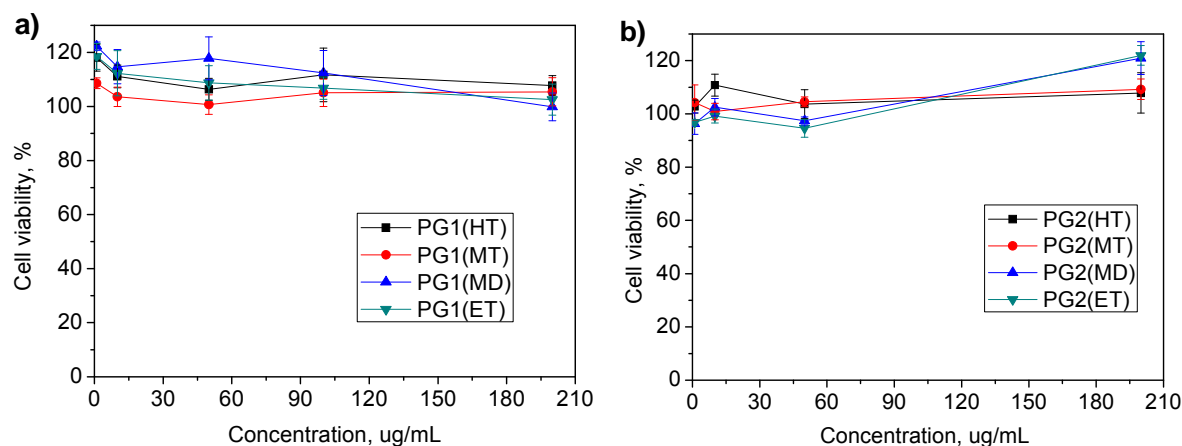 a)
120
100
80
60
40
20
0
Cell viability, %
PG1(HT)
PG1(MT)
PG1(MD)
PG1(ET)
0 30 60 90 120 150 180 210
Concentration, ug/mL
b)
120
100
80
60
40
20
0
Cell viability, %
PG2(HT)
PG2(MT)
PG2(MD)
PG2(ET)
0 30 60 90 120 150 180 210
Concentration, ug/mL